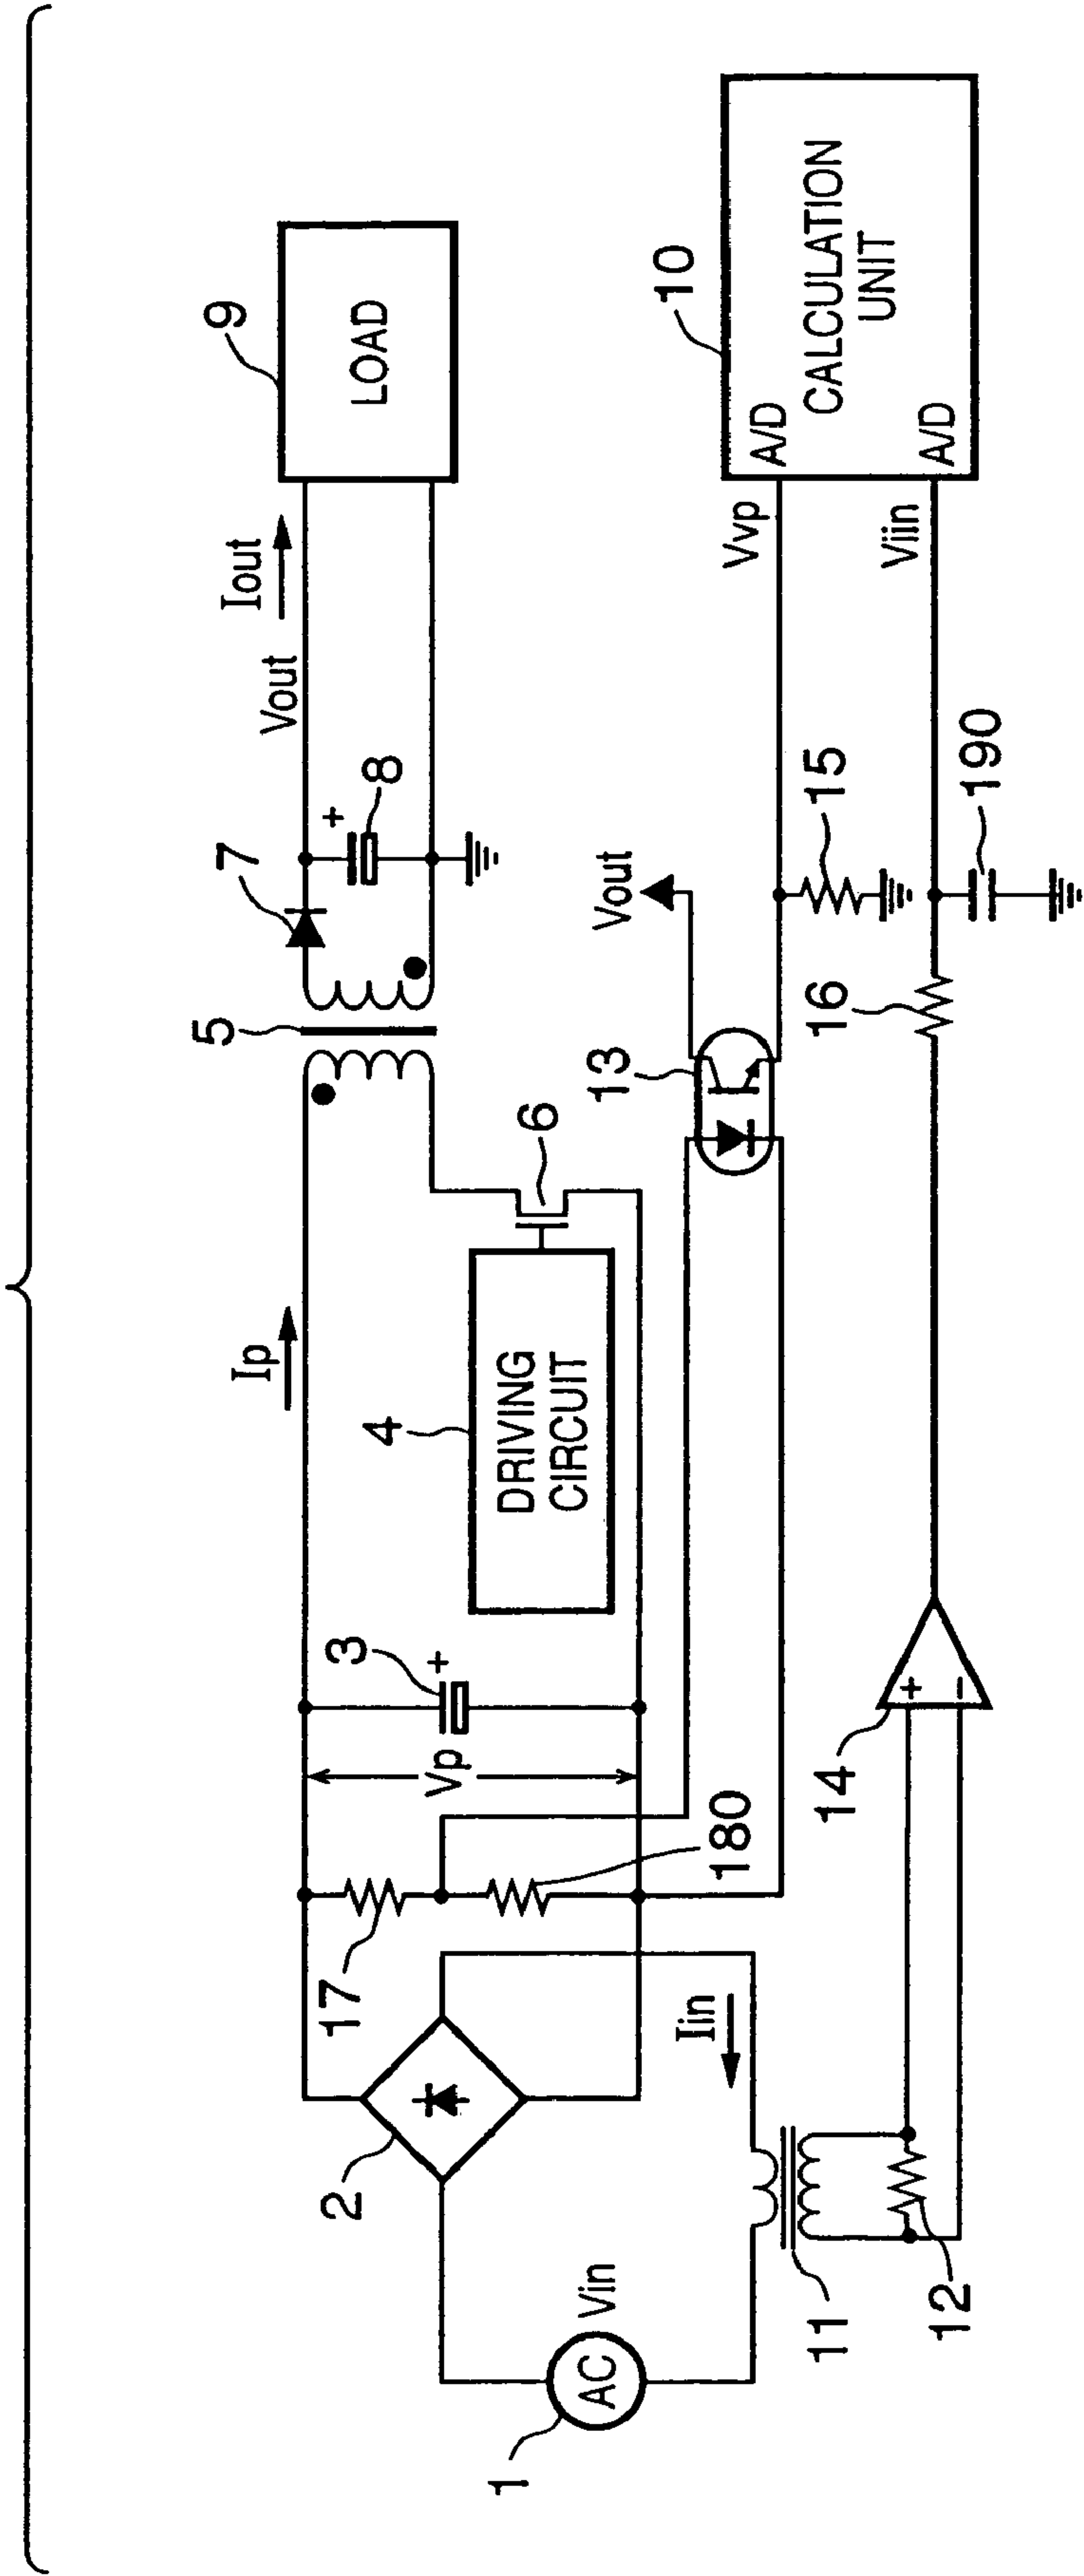 1
AC
Vin
2
17
180
Vp
3
+
4
DRIVING
CIRCUIT
Ip
6
5
7
8
+
Vout
Iout
9
LOAD
Iin
11
12
14
+
−
13
Vout
15
16
190
Vvp
Viin
10
A/D
A/D
CALCULATION
UNIT